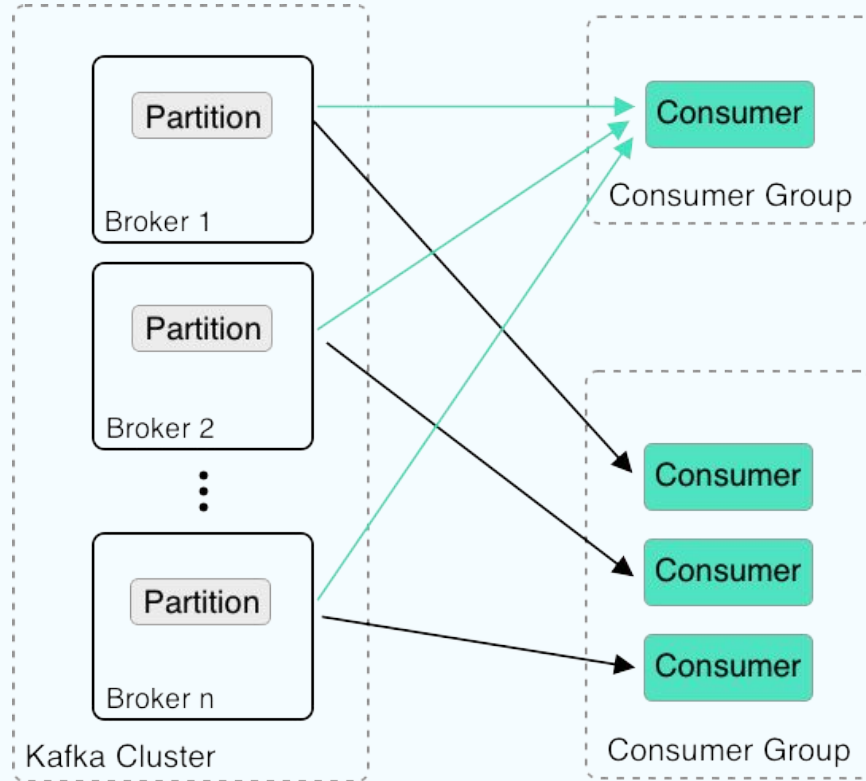 Partition
Broker 1
Partition
Broker 2
Partition
Broker n
Kafka Cluster
Consumer
Consumer Group
Consumer
Consumer
Consumer
Consumer Group